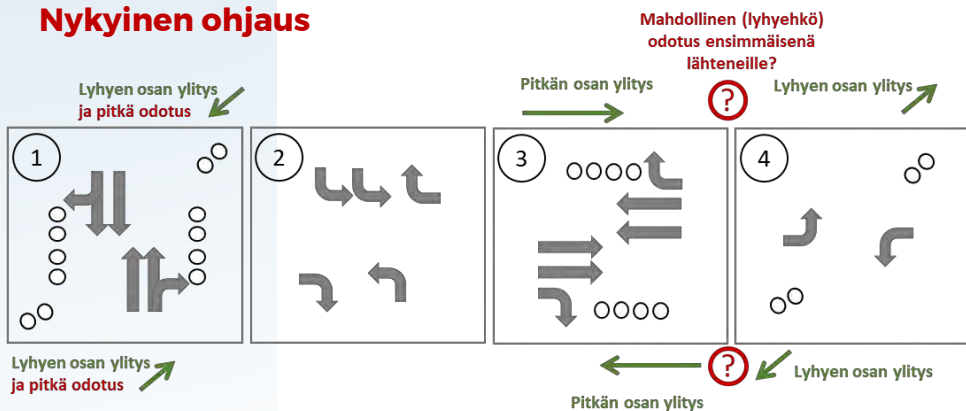 Nykyinen ohjaus
Mahdollinen (lyhyehkö)
odotus ensimmäisenä
lähteneille?
Lyhyen osan ylitys
ja pitkä odotus
Pitkän osan ylitys
?
Lyhyen osan ylitys
1
2
3
4
Lyhyen osan ylitys
ja pitkä odotus
?
Lyhyen osan ylitys
Pitkän osan ylitys